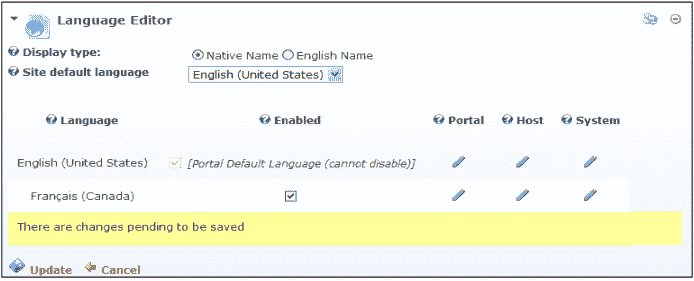 Language Editor
Display type:
Native Name English Name
Site default language
English (United States)
Language Enabled Portal Host System
English (United States) [Portal Default Language (cannot disable)]
Français (Canada)
There are changes pending to be saved
Update Cancel